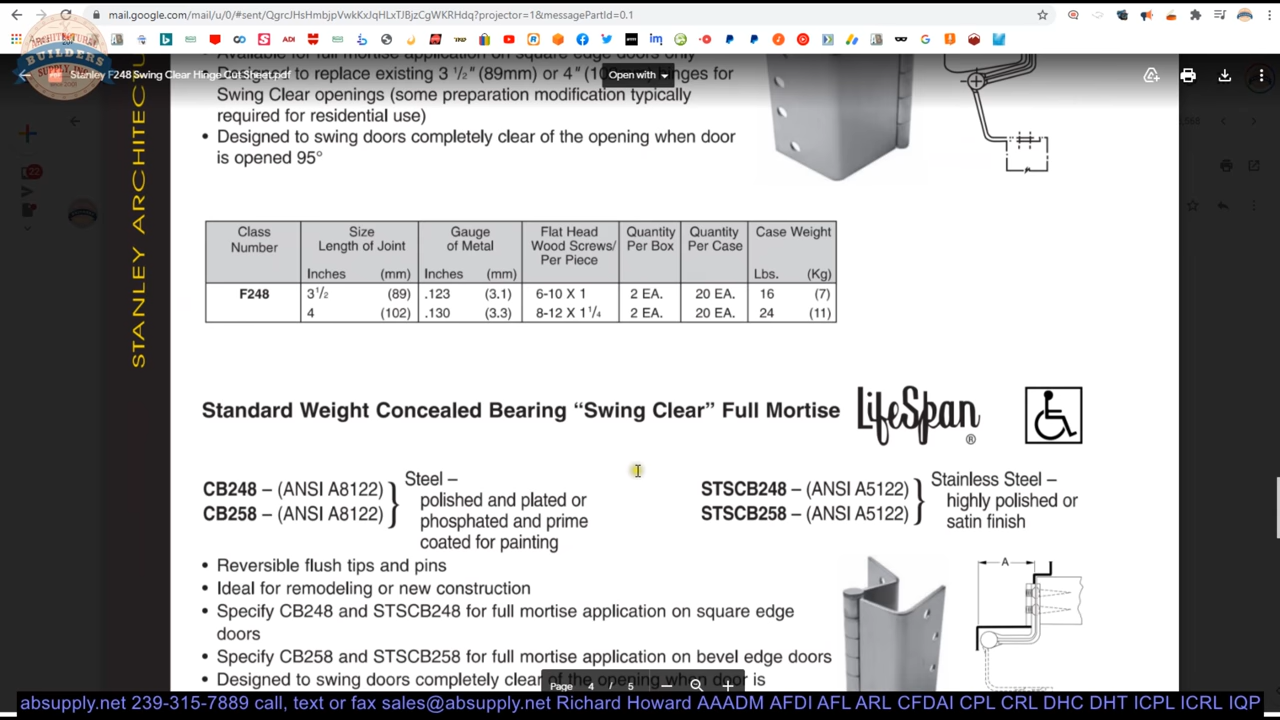 mail.google.com/mail/u/0/#sent/QgrcJHsHmbjpVwkKxJqHLxTJBjzCgWKRHdq?projector=1&messagePartId=0.1
ARCHITECTURAL
BUILDERS
SUPPLY, INC.
Stanley F248 Swing Clear Hinge Cut Sheet.pdf
Open with
to replace existing 3 1/2" (89mm) or 4"
Swing Clear openings (some preparation modification typically
required for residential use)
• Designed to swing doors completely clear of the opening when door
is opened 95°
STANLEY
Class Number
Size Length of Joint
Gauge of Metal
Flat Head Wood Screws/ Per Piece
Quantity Per Box
Quantity Per Case
Case Weight
Inches (mm) Inches (mm) Lbs. (Kg)
F248 3 1/2 (89) .123 (3.1) 6-10 X 1 2 EA. 20 EA. 16 (7)
4 (102) .130 (3.3) 8-12 X 1 1/4 2 EA. 20 EA. 24 (11)
Standard Weight Concealed Bearing “Swing Clear” Full Mortise
LifeSpan ®
CB248 – (ANSI A8122)
CB258 – (ANSI A8122)
Steel –
polished and plated or
phosphated and prime
coated for painting
STSCB248 – (ANSI A5122)
STSCB258 – (ANSI A5122)
Stainless Steel –
highly polished or
satin finish
A
• Reversible flush tips and pins
• Ideal for remodeling or new construction
• Specify CB248 and STSCB248 for full mortise application on square edge
doors
• Specify CB258 and STSCB258 for full mortise application on bevel edge doors
• Designed to swing doors completely clear of the opening when door is
Page 4 / 5
absupply.net 239-315-7889 call, text or fax sales@absupply.net Richard Howard AAADM AFDI AFL ARL CFDAI CPL CRL DHC DHT ICPL ICRL IQP